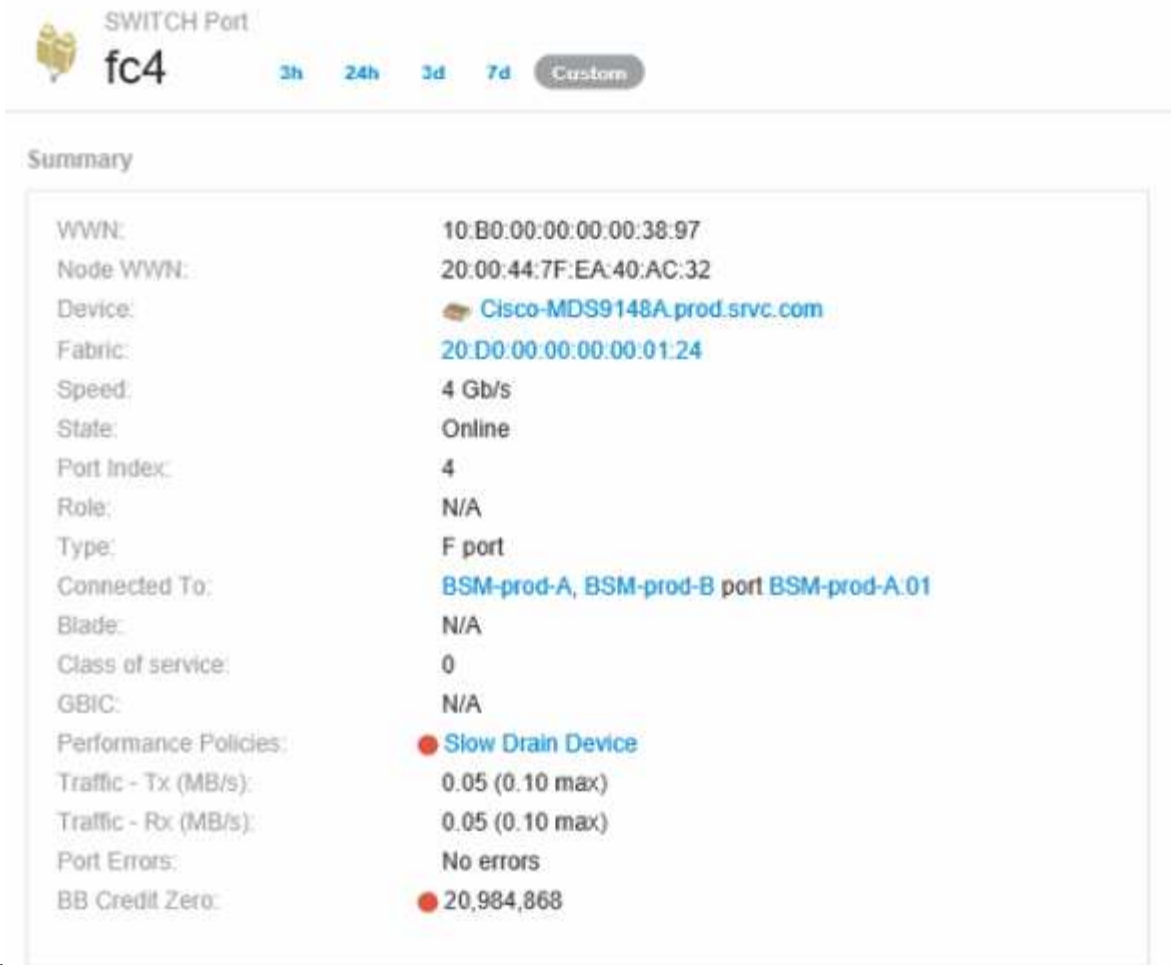 SWITCH Port
fc4 3h 24h 3d 7d Custom
Summary
WWN: 10:B0:00:00:00:00:38:97
Node WWN: 20:00:44:7F:EA:40:AC:32
Device: Cisco-MDS9148A.prod.srvc.com
Fabric: 20:D0:00:00:00:00:01:24
Speed: 4 Gb/s
State: Online
Port Index: 4
Role: N/A
Type: F port
Connected To: BSM-prod-A, BSM-prod-B port BSM-prod-A:01
Blade: N/A
Class of service: 0
GBIC: N/A
Performance Policies: Slow Drain Device
Traffic - Tx (MB/s): 0.05 (0.10 max)
Traffic - Rx (MB/s): 0.05 (0.10 max)
Port Errors: No errors
BB Credit Zero: 20,984,868